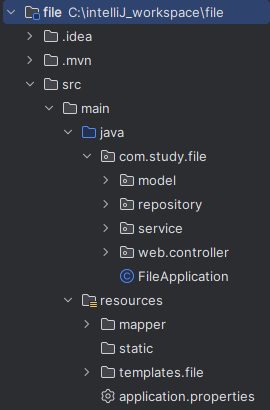 file C:\intelliJ_workspace\file
.idea
.mvn
src
main
java
com.study.file
model
repository
service
web.controller
FileApplication
resources
mapper
static
templates.file
application.properties